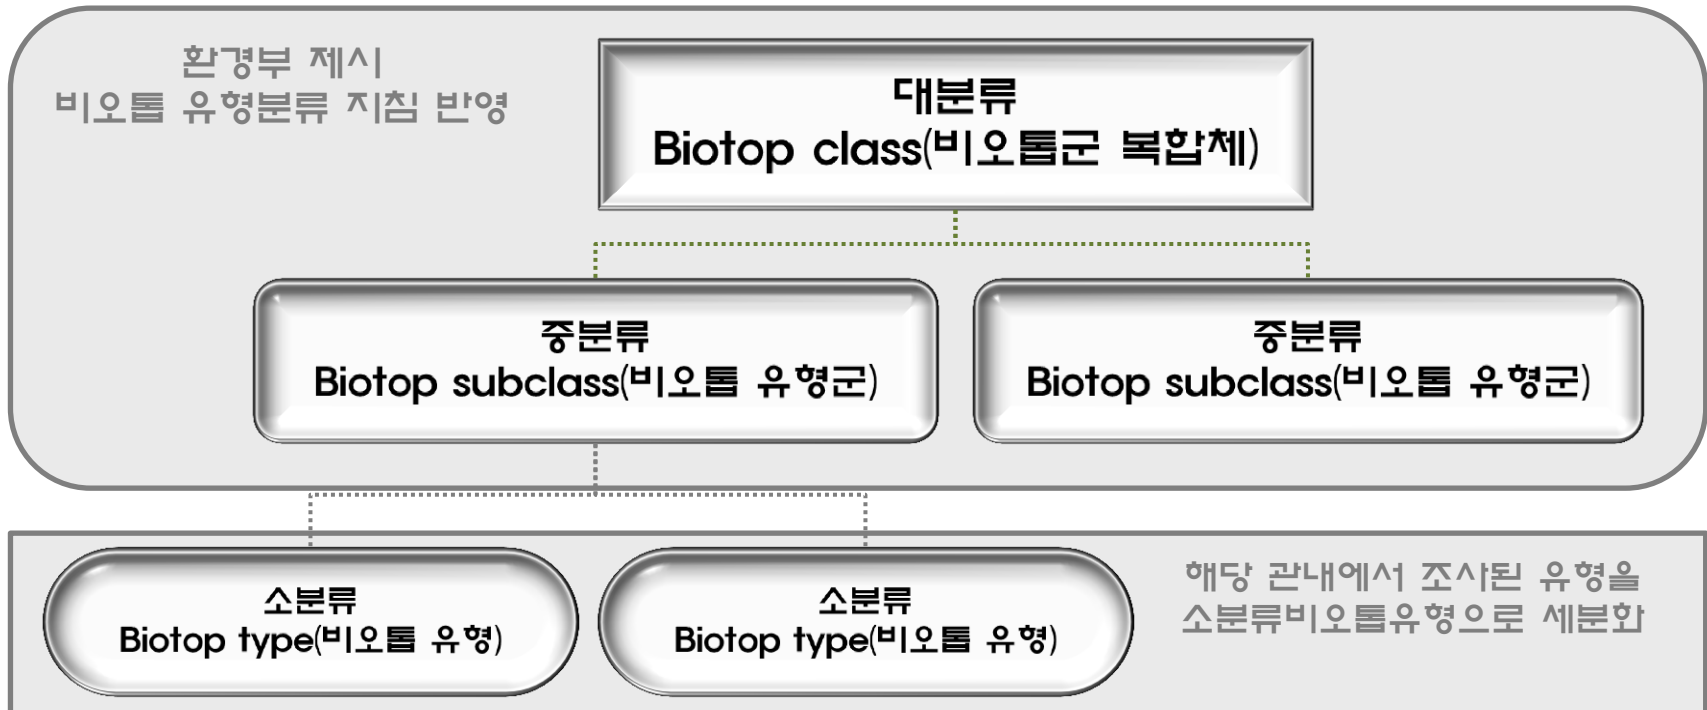 환경부 제시
비오톱 유형분류 지침 반영
대분류
Biotop class(비오톱군 복합체)
중분류
Biotop subclass(비오톱 유형군)
중분류
Biotop subclass(비오톱 유형군)
소분류
Biotop type(비오톱 유형)
소분류
Biotop type(비오톱 유형)
해당 관내에서 조사된 유형을
소분류비오톱유형으로 세분화